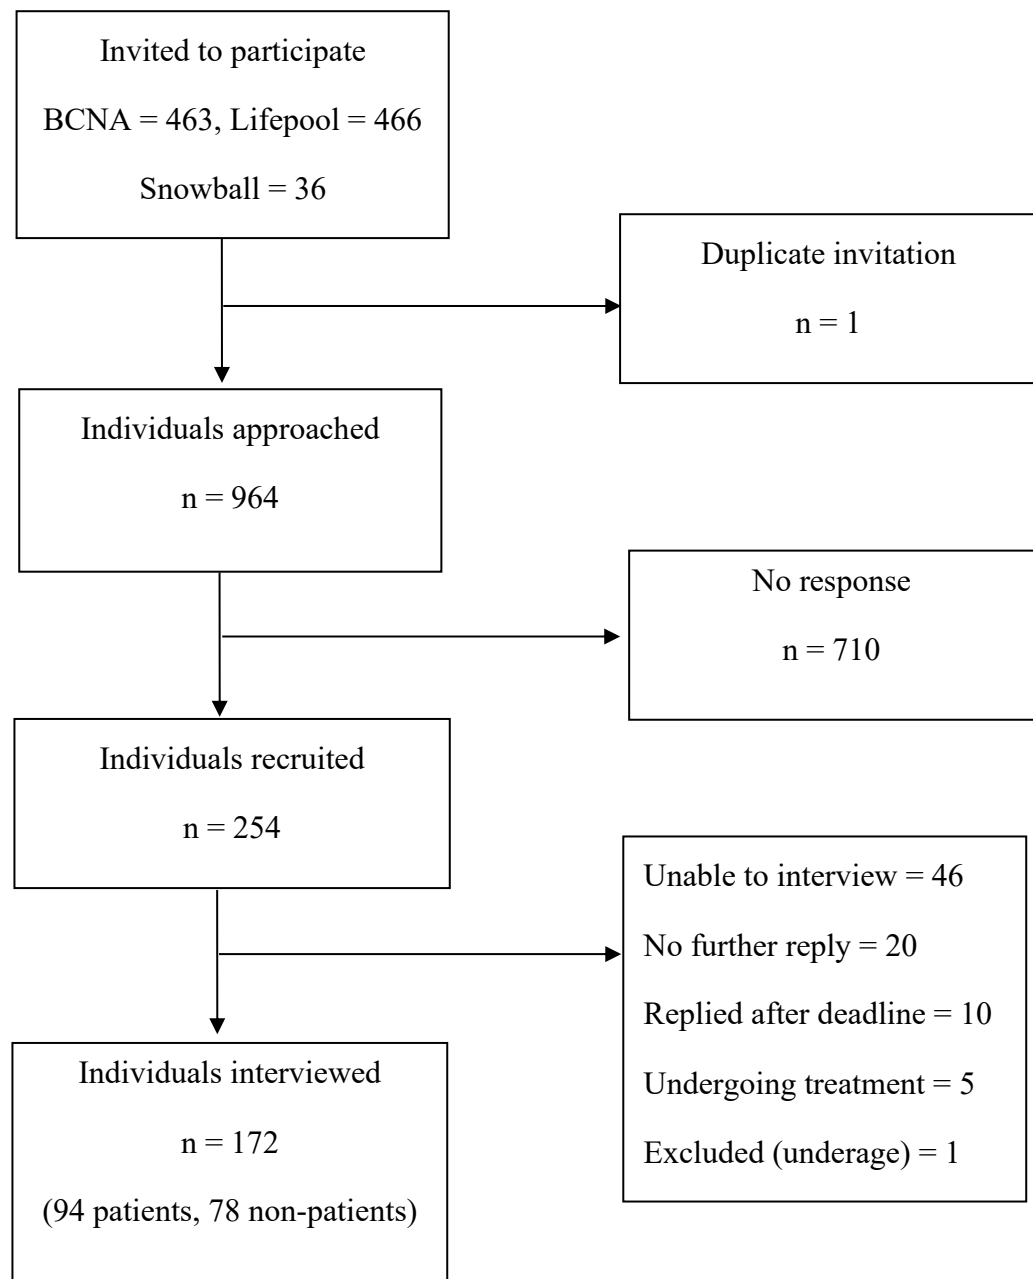 Invited to participate
BCNA = 463, Lifepool = 466
Snowball = 36
Duplicate invitation
n = 1
Individuals approached
n = 964
No response
n = 710
Individuals recruited
n = 254
Unable to interview = 46
No further reply = 20
Replied after deadline = 10
Undergoing treatment = 5
Excluded (underage) = 1
Individuals interviewed
n = 172
(94 patients, 78 non-patients)